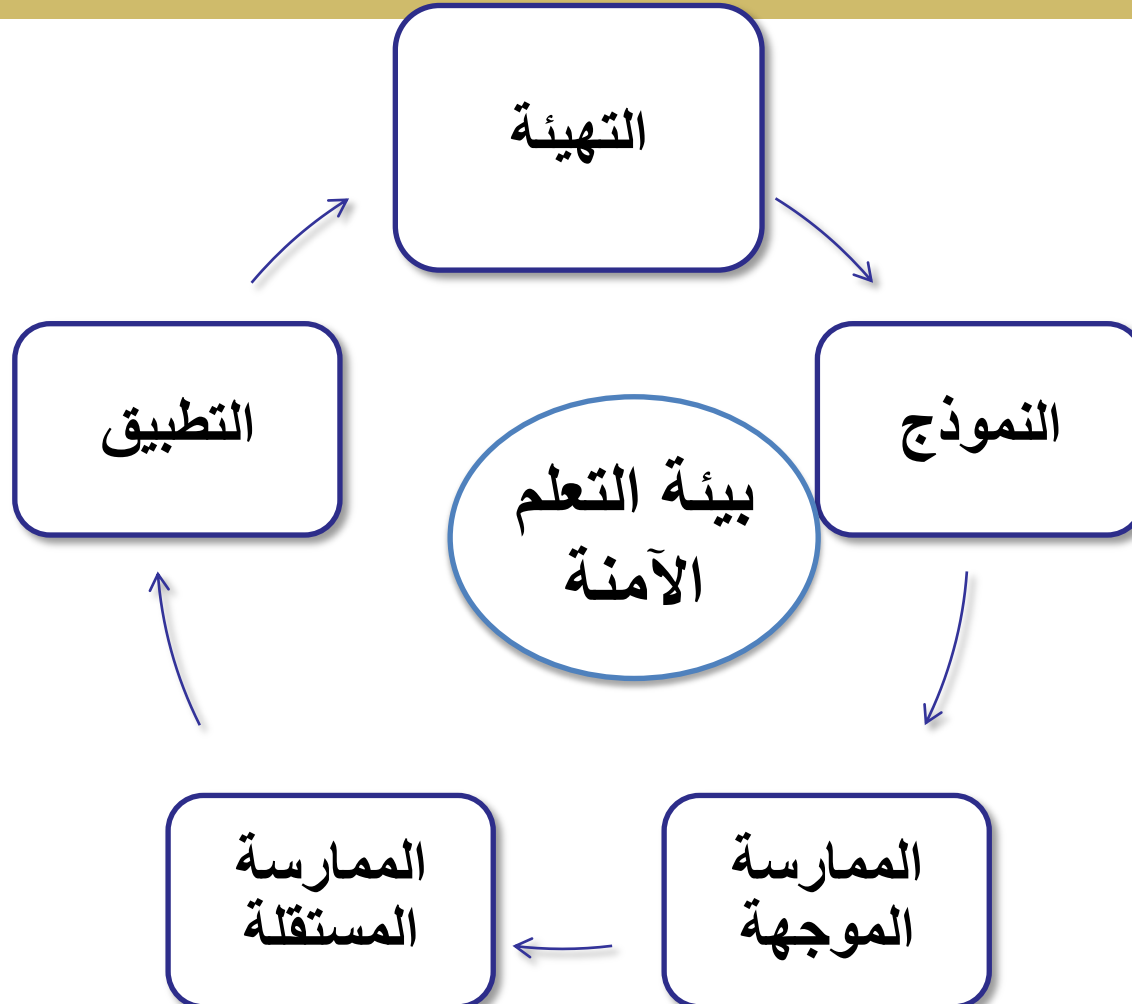 التهيئة
النموذج
التطبيق
بيئة التعلم
الآمنة
الممارسة
الموجهة
الممارسة
المستقلة